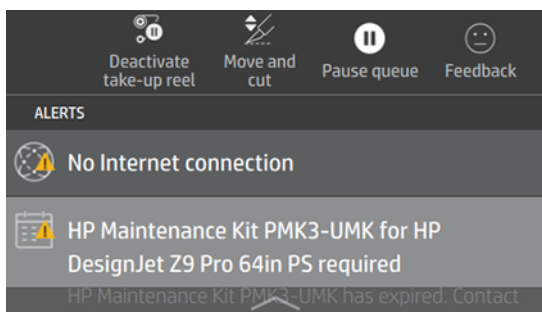 Deactivate take-up reel
Move and cut
Pause queue
Feedback
ALERTS
No Internet connection
HP Maintenance Kit PMK3-UMK for HP
DesignJet Z9 Pro 64in PS required
HP Maintenance Kit PMK3-UMK has expired. Contact